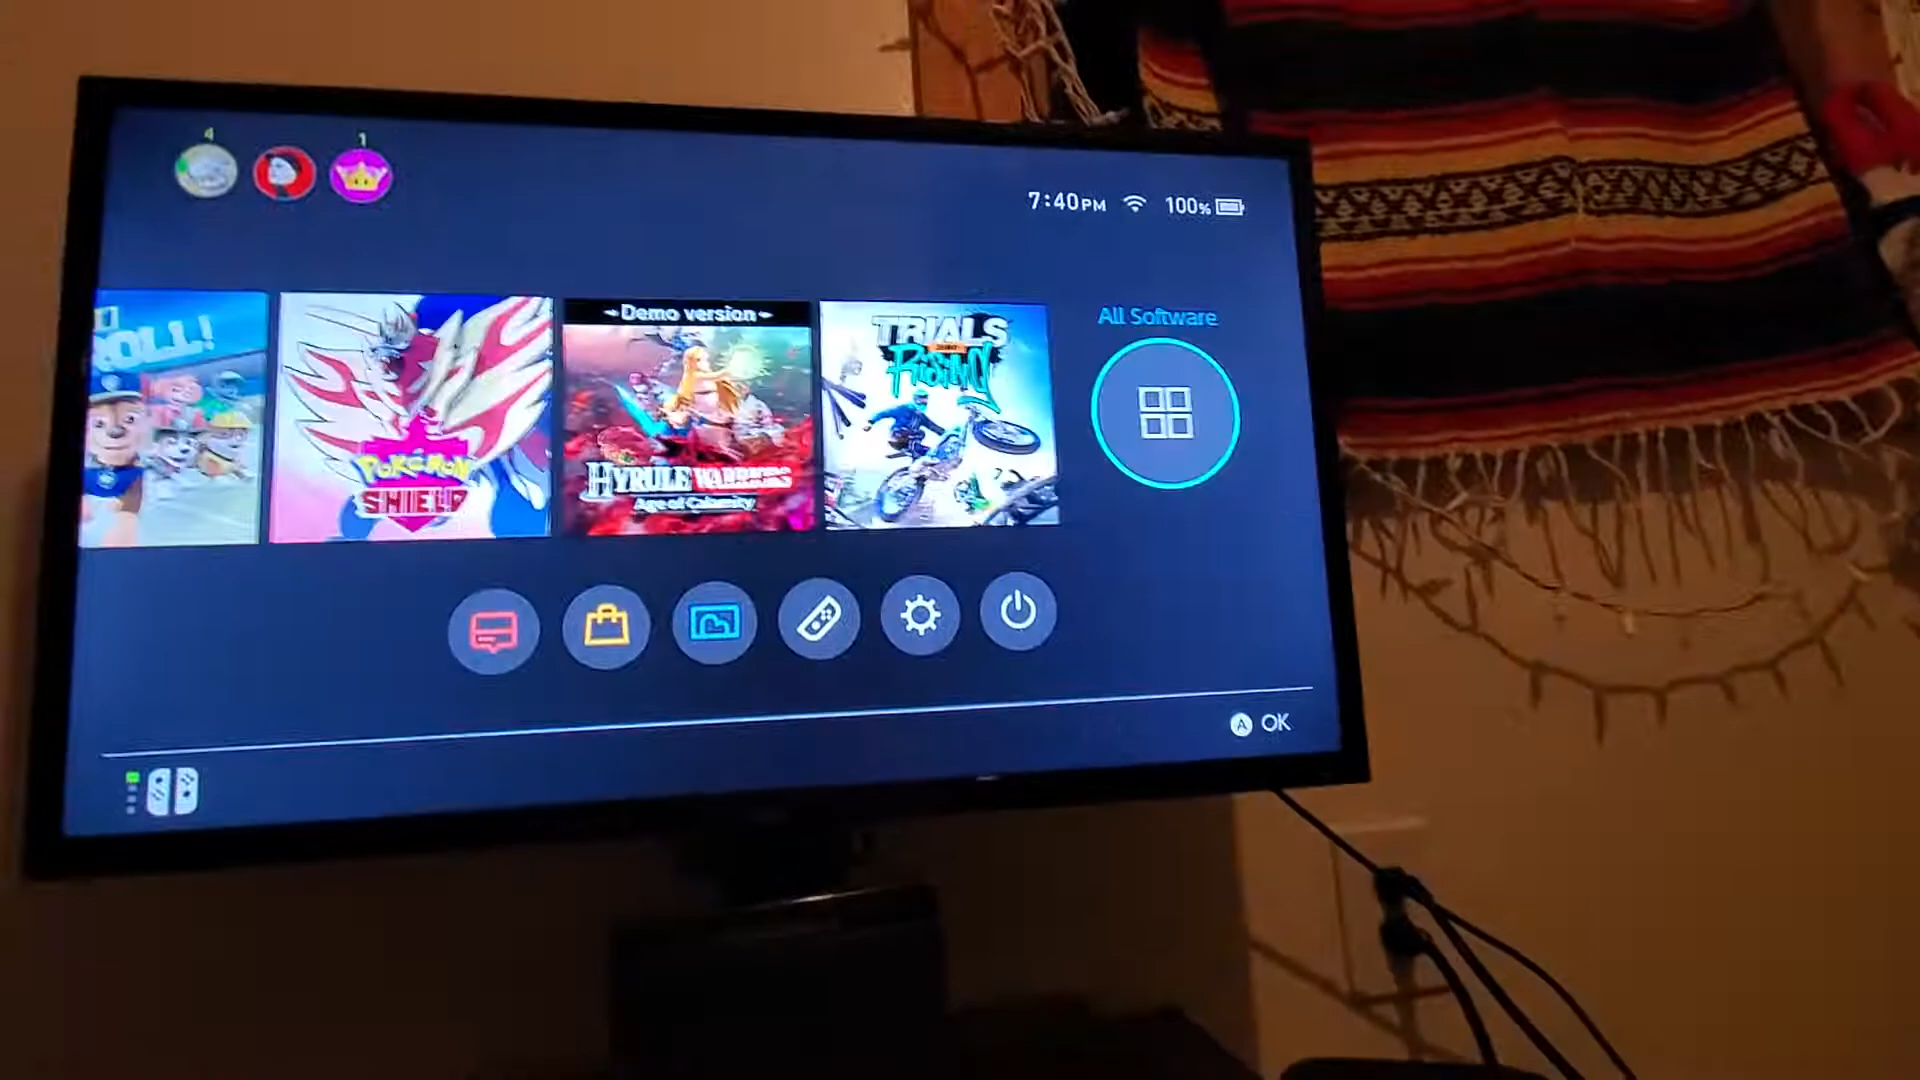 4
1
7:40PM
100%
ROLL!
POKÉMON
SHIELD
Demo version
HYRULE WARRIORS
Age of Calamity
TRIALS
RISING
All Software
A OK